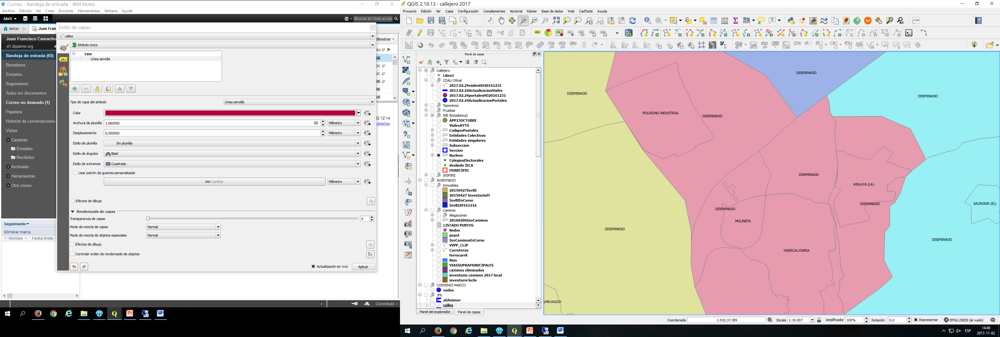 Correo - Bandeja de entrada - IBM Notes
Archivo Edición Ver Crear Acciones Herramientas Ventana Ayuda
Abrir
Buscar en Todo el corr
Inicio
Juan Fran
Juan Francisco Camacho
d1.dipalme.org
Bandeja de entrada (65)
Borradores
Enviados
Seguimiento
Todos los documentos
Correo no deseado (1)
Papelera
Historial de conversaciones
Vistas
Carpetas
Enviados
Recibidos
Archivado
Herramientas
Otro correo
Seguimiento
Eliminar marca
Nombre Fecha límite
Mostrar
02 12:14
detalles
Conectado
Estilo de capas
calles
Símbolo único
Line
Línea sencilla
Tipo de capa del símbolo Línea sencilla
Color
Anchura de plumilla 1,660000 Milímetro
Desplazamiento 0,000000 Milímetro
Estilo de plumilla Sin plumilla
Estilo de ángulos Bisel
Estilo de extremos Cuadrado
Usar patrón de guiones personalizado
Cambiar Milímetro
Efectos de dibujo
Renderizado de capas
Transparencia de capas 0
Modo de mezcla de capas Normal
Modo de mezcla de objetos espaciales Normal
Efectos de dibujo
Controlar orden de renderizado de objetos
Actualización en vivo Aplicar
QGIS 2.18.13 - callejero 2017
Proyecto Edición Ver Capa Configuración Complementos Vectorial Ráster Base de datos Web CadTools Ayuda
Panel de capas
Callejero
Libro1
CDAU Oficial
2017.02.24vialesHO20161231
2017.02.24ActualizacionViales
2017.02.24portalesHO20161231
2017.02.24ActualizacionPortales
Toponimos
Pruebas
INE (Estadistica)
APP13OCTUBRE
VialesAYTO
CodigosPostales
Entidades Colectivas
Entidades singulares
Subseccion
Seccion
Nucleos
ColegiosElectorales
deslinde IECA
MUNICIPIO
INSPIRE
INVENTARIO
Inmuebles
20150427InvBI
20150427 InventarioM
InvBIEnCurso
InvBI20161216
Caminos
Alegaciones
20160206InvCaminos
LISTADO PUNTOS
Nodos
puyol
InvCaminosEnCurso
VVPP_CLIP
Carreteras
ferrocarril
Rios
VIASSUPRAMUNICIPALES
caminos eliminados
inventario caminos 2017 local
inventaroi locla
CONVENIO MARCO
vados
JFK
alzheimer
calles
Panel del explorador Panel de capas
DISEMINADO
DISEMINADO
DISEMINADO
POLIGONO INDUSTRIAL
DISEMINADO
DISEMINADO
ATALAYA (LA)
DISEMINADO
SALTADOR (EL)
DISEMINADO
MOLINETA
DISEMINADO
DISEMINADO
HUERCAL-OVERA
LMAJALEJO
Coordenada -1.910,37.389 Escala 1:19.007 Amplificador 100% Rotación 0,0 Representar EPSG:25830 (al vuelo)
ESP
14:40
2017-11-02